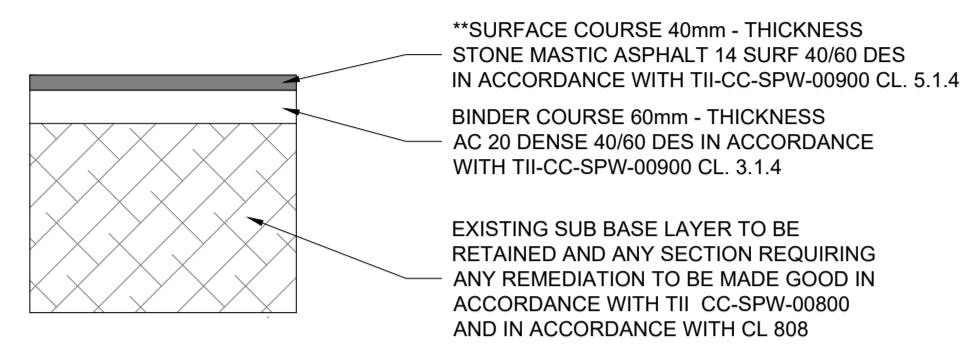 **SURFACE COURSE 40mm - THICKNESS
STONE MASTIC ASPHALT 14 SURF 40/60 DES
IN ACCORDANCE WITH TII-CC-SPW-00900 CL. 5.1.4
BINDER COURSE 60mm - THICKNESS
AC 20 DENSE 40/60 DES IN ACCORDANCE
WITH TII-CC-SPW-00900 CL. 3.1.4
EXISTING SUB BASE LAYER TO BE
RETAINED AND ANY SECTION REQUIRING
ANY REMEDIATION TO BE MADE GOOD IN
ACCORDANCE WITH TII CC-SPW-00800
AND IN ACCORDANCE WITH CL 808